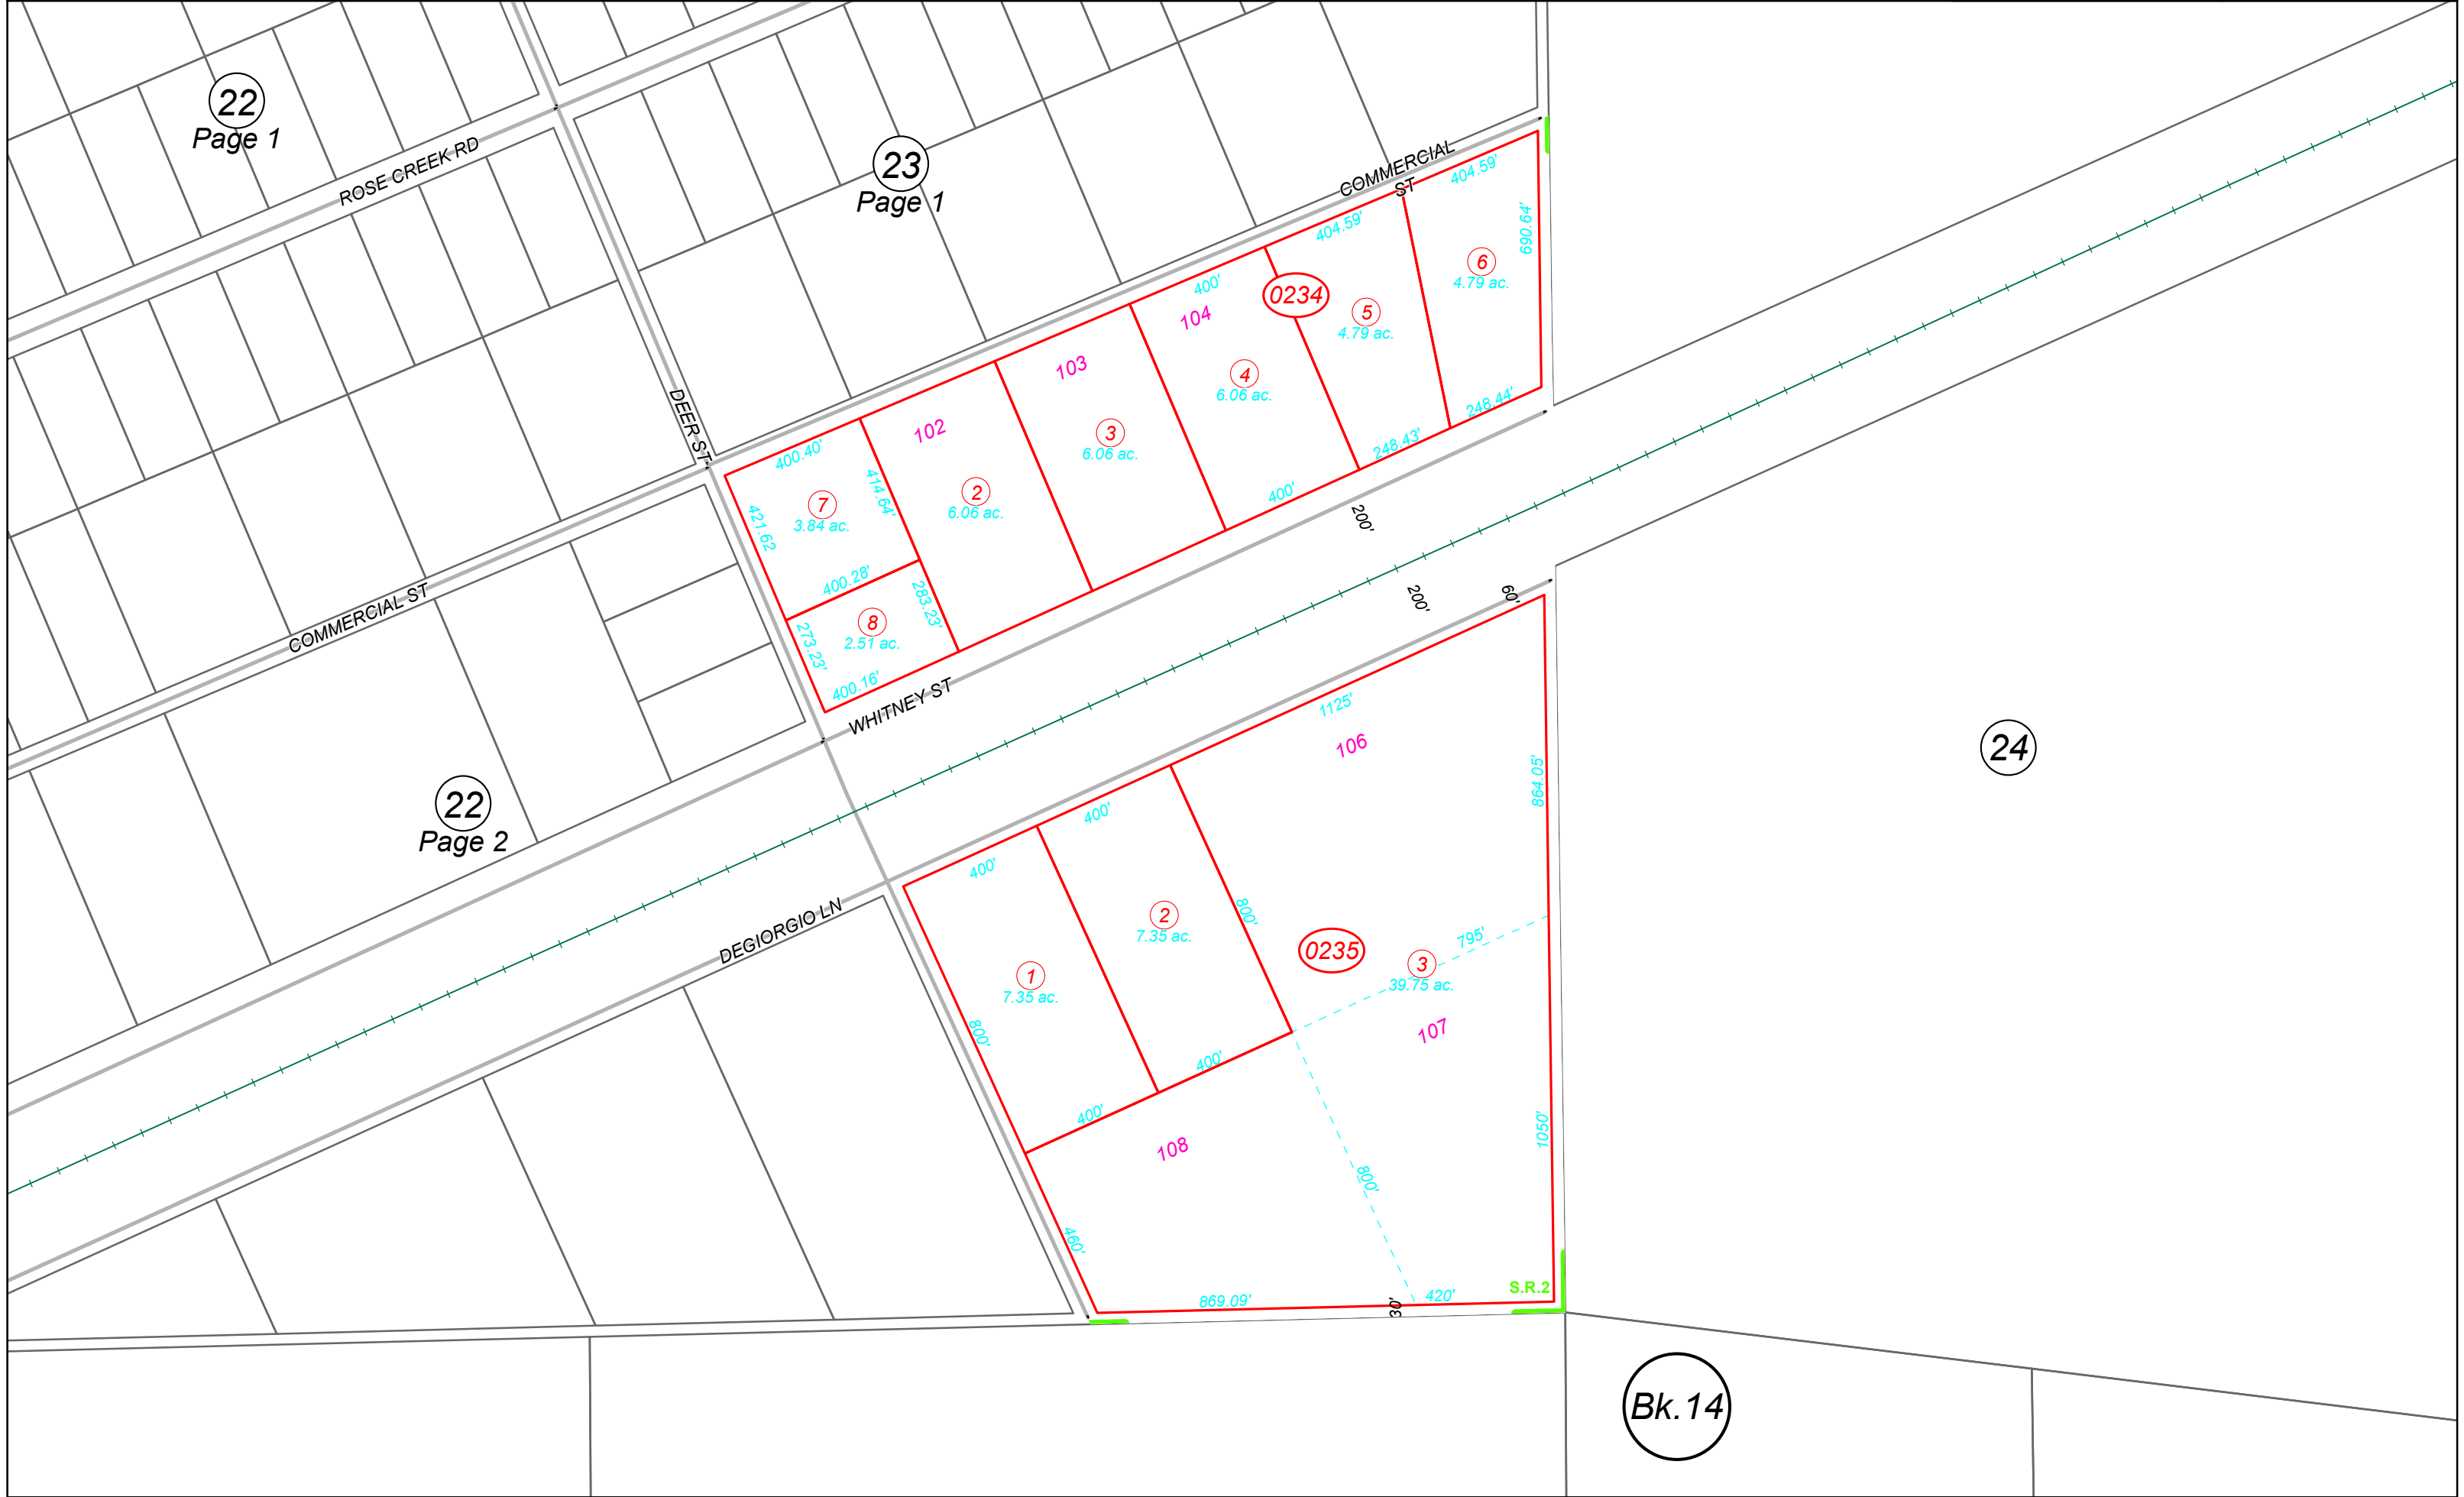 22
Page 1
ROSE CREEK RD
23
Page 1
COMMERCIAL
ST
404.59'
690.64'
404.59'
6
4.79 ac.
400'
0234
104
5
4.79 ac.
103
4
6.06 ac.
248.44'
DEER ST
102
3
6.06 ac.
248.43'
400.40'
414.64'
2
6.06 ac.
400'
7
3.84 ac.
421.62
200'
400.28'
283.23'
200'
60'
8
2.51 ac.
273.23'
COMMERCIAL ST
400.16'
WHITNEY ST
1125'
106
24
864.05'
22
Page 2
400'
400'
2
7.35 ac.
800'
DEGIORGIO LN
0235
795'
3
39.75 ac.
1
7.35 ac.
800'
107
400'
400'
1050'
108
800'
460'
S.R.2
869.09'
420'
30'
Bk.14